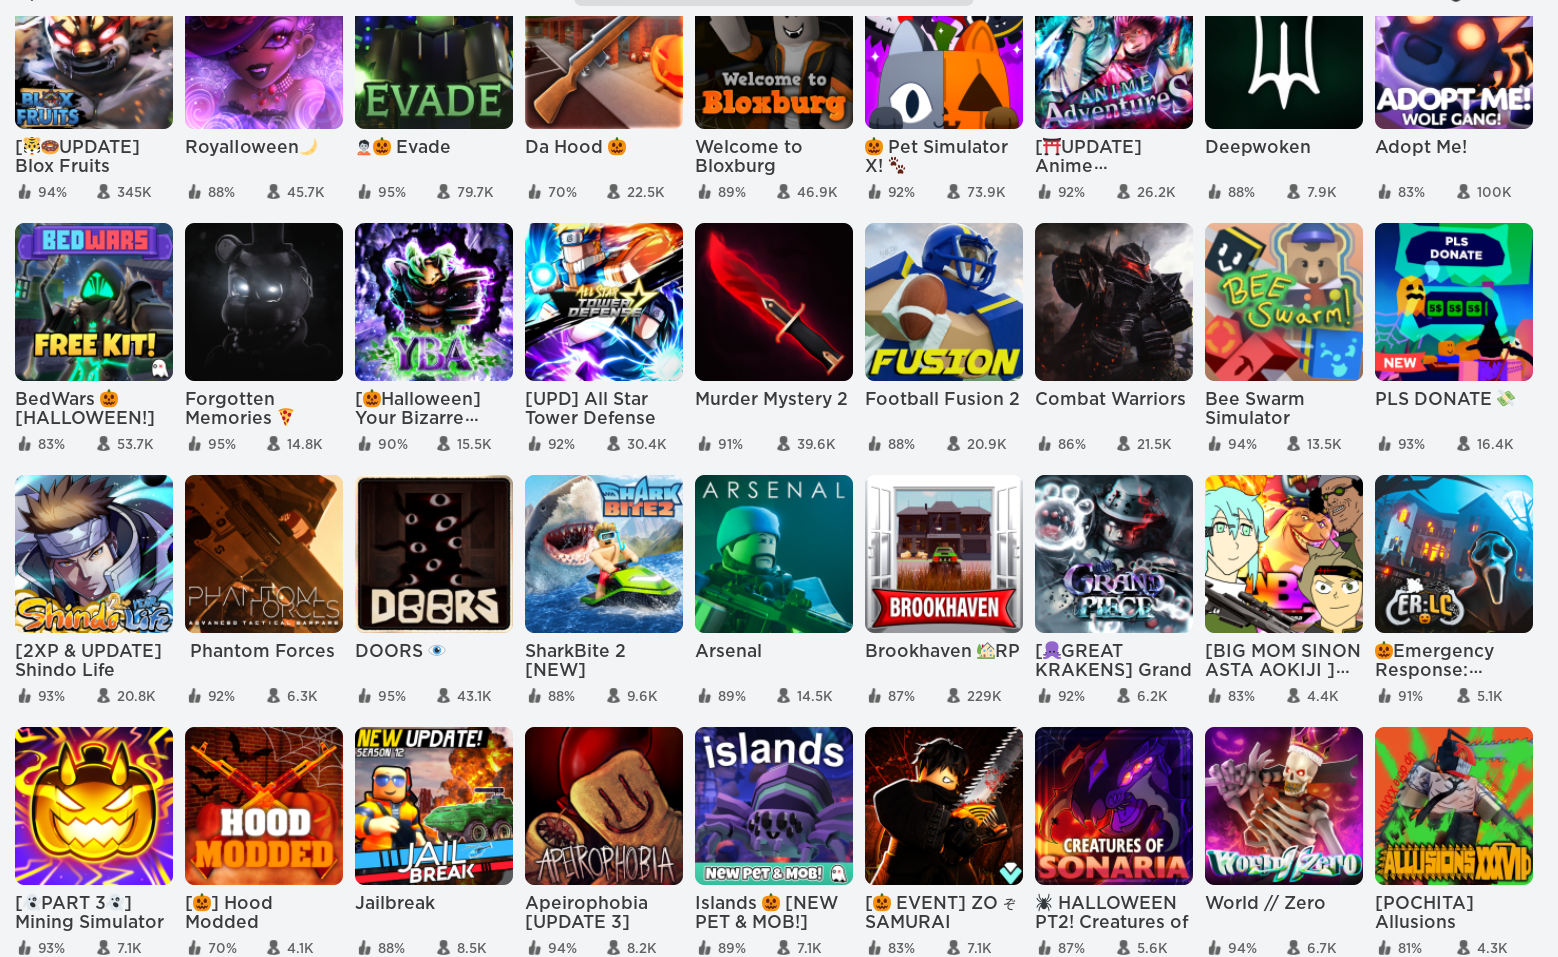 BLOX
FRUITS
EVADE
Welcome to
Bloxburg
ANIME
AdventureS
ADOPT ME!
WOLF GANG!
[🐯🍩UPDATE]
Blox Fruits
Royalloween🌙
🧛🏻🎃 Evade
Da Hood 🎃
Welcome to
Bloxburg
🎃 Pet Simulator
X! 🐾
[⛩️UPDATE]
Anime…
Deepwoken
Adopt Me!
94% 345K
88% 45.7K
95% 79.7K
70% 22.5K
89% 46.9K
92% 73.9K
92% 26.2K
88% 7.9K
83% 100K
BEDWARS
FREE KIT!
YBA
ALL STAR
TOWER
DEFENSE
FUSION
BEE
Swarm!
PLS
DONATE
5$ 5$ 5$
NEW
BedWars 🎃
[HALLOWEEN!]
Forgotten
Memories 🍕
[🎃Halloween]
Your Bizarre…
[UPD] All Star
Tower Defense
Murder Mystery 2
Football Fusion 2
Combat Warriors
Bee Swarm
Simulator
PLS DONATE 💸
83% 53.7K
95% 14.8K
90% 15.5K
92% 30.4K
91% 39.6K
88% 20.9K
86% 21.5K
94% 13.5K
93% 16.4K
Shindo Life
PHANTOM
FORCES
ADVANCED TACTICAL WARFARE
DOORS
SHARK
BITE2
ARSENAL
BROOKHAVEN
GRAND
PIECE
ER:LC
[2XP & UPDATE]
Shindo Life
Phantom Forces
DOORS 👁️
SharkBite 2
[NEW]
Arsenal
Brookhaven 🏡RP
[🐙GREAT
KRAKENS] Grand
[BIG MOM SINON
ASTA AOKIJI ]…
🎃Emergency
Response:…
93% 20.8K
92% 6.3K
95% 43.1K
88% 9.6K
89% 14.5K
87% 229K
92% 6.2K
83% 4.4K
91% 5.1K
HOOD
MODDED
NEW UPDATE!
SEASON 12
JAIL
BREAK
APEIROPHOBIA
islands
NEW PET & MOB!
CREATURES OF
SONARIA
World//Zero
ALLUSIONS
[👻PART 3👻]
Mining Simulator
[🎃] Hood
Modded
Jailbreak
Apeirophobia
[UPDATE 3]
Islands 🎃 [NEW
PET & MOB!]
[🎃 EVENT] ZO ぞ
SAMURAI
🕷️ HALLOWEEN
PT2! Creatures of
World // Zero
[POCHITA]
Allusions
93% 7.1K
70% 4.1K
88% 8.5K
94% 8.2K
89% 7.1K
83% 7.1K
87% 5.6K
94% 6.7K
81% 4.3K